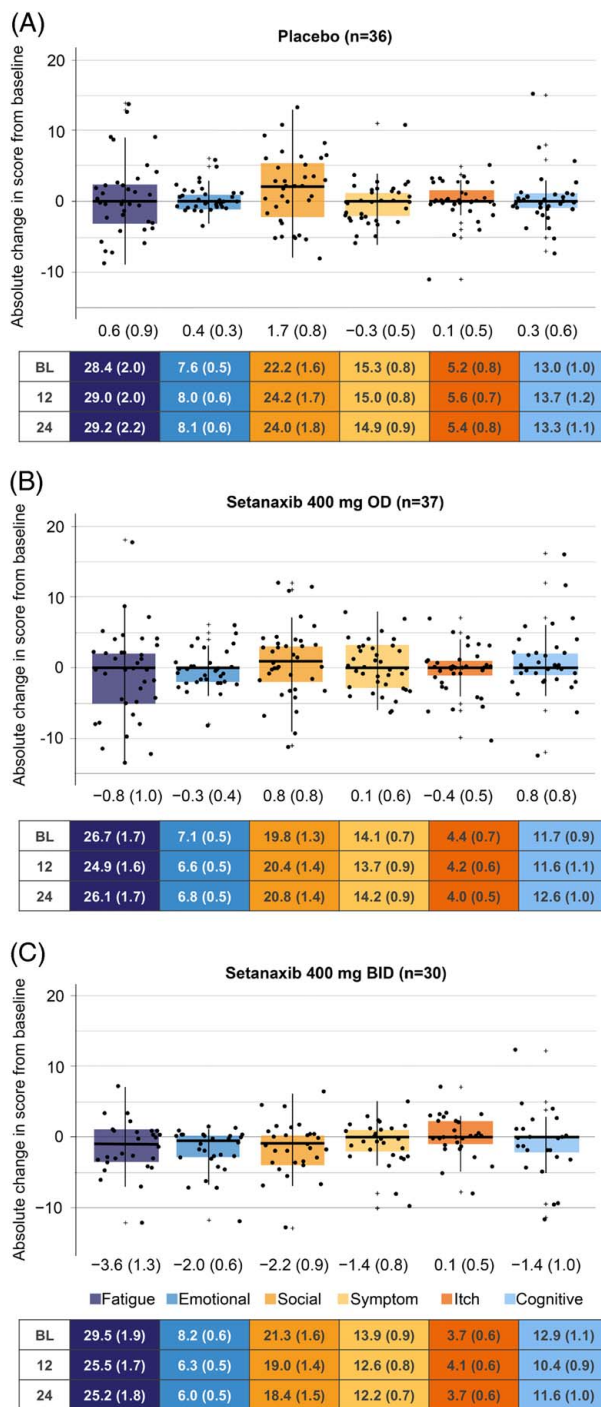 (A)
Placebo (n=36)
Absolute change in score from baseline
20
10
0
-10
0.6 (0.9) 0.4 (0.3) 1.7 (0.8) −0.3 (0.5) 0.1 (0.5) 0.3 (0.6)
BL 28.4 (2.0) 7.6 (0.5) 22.2 (1.6) 15.3 (0.8) 5.2 (0.8) 13.0 (1.0)
12 29.0 (2.0) 8.0 (0.6) 24.2 (1.7) 15.0 (0.8) 5.6 (0.7) 13.7 (1.2)
24 29.2 (2.2) 8.1 (0.6) 24.0 (1.8) 14.9 (0.9) 5.4 (0.8) 13.3 (1.1)
(B)
Setanaxib 400 mg OD (n=37)
Absolute change in score from baseline
20
10
0
-10
−0.8 (1.0) −0.3 (0.4) 0.8 (0.8) 0.1 (0.6) −0.4 (0.5) 0.8 (0.8)
BL 26.7 (1.7) 7.1 (0.5) 19.8 (1.3) 14.1 (0.7) 4.4 (0.7) 11.7 (0.9)
12 24.9 (1.6) 6.6 (0.5) 20.4 (1.4) 13.7 (0.9) 4.2 (0.6) 11.6 (1.1)
24 26.1 (1.7) 6.8 (0.5) 20.8 (1.4) 14.2 (0.9) 4.0 (0.5) 12.6 (1.0)
(C)
Setanaxib 400 mg BID (n=30)
Absolute change in score from baseline
20
10
0
−10
−3.6 (1.3) −2.0 (0.6) −2.2 (0.9) −1.4 (0.8) 0.1 (0.5) −1.4 (1.0)
Fatigue Emotional Social Symptom Itch Cognitive
BL 29.5 (1.9) 8.2 (0.6) 21.3 (1.6) 13.9 (0.9) 3.7 (0.6) 12.9 (1.1)
12 25.5 (1.7) 6.3 (0.5) 19.0 (1.4) 12.6 (0.8) 4.1 (0.6) 10.4 (0.9)
24 25.2 (1.8) 6.0 (0.5) 18.4 (1.5) 12.2 (0.7) 3.7 (0.6) 11.6 (1.0)